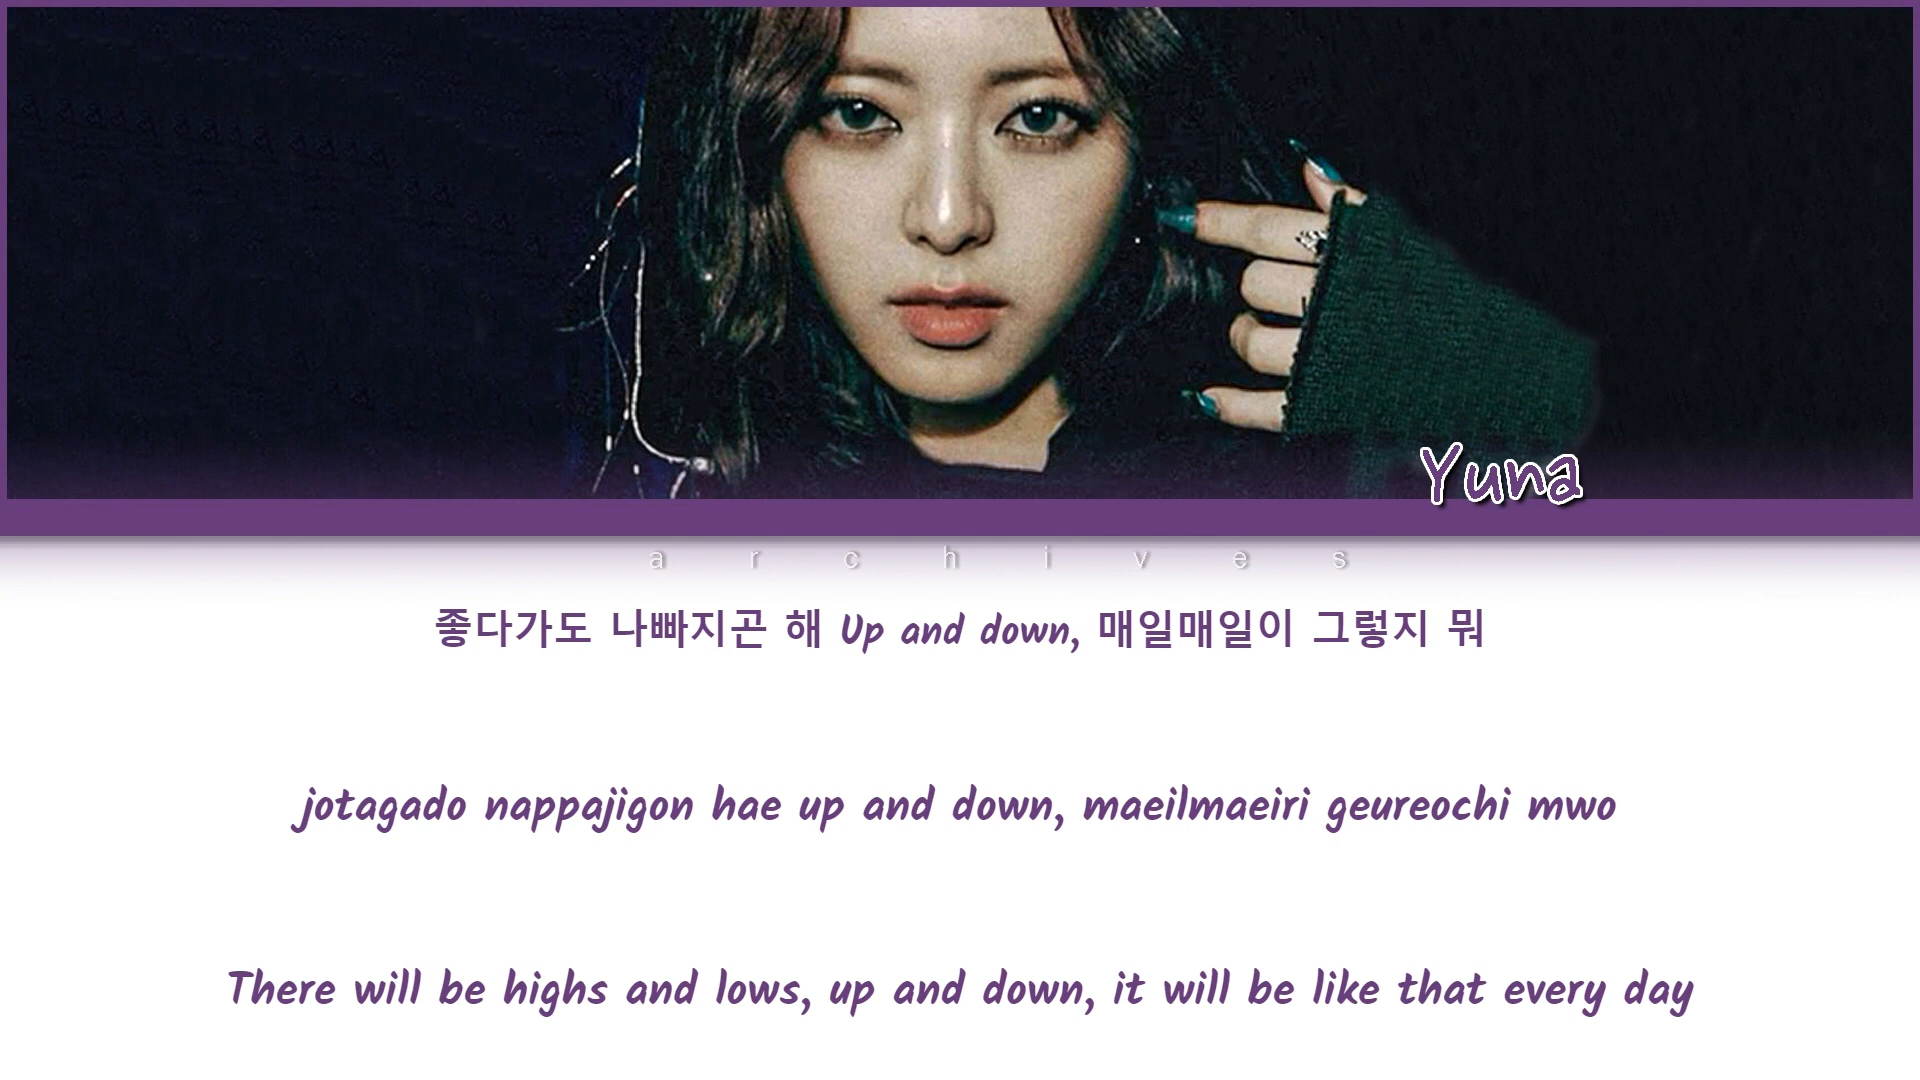 Yuna
archives
좋다가도 나빠지곤 해 Up and down, 매일매일이 그렇지 뭐
jotagado nappajigon hae up and down, maeilmaeiri geureochi mwo
There will be highs and lows, up and down, it will be like that every day